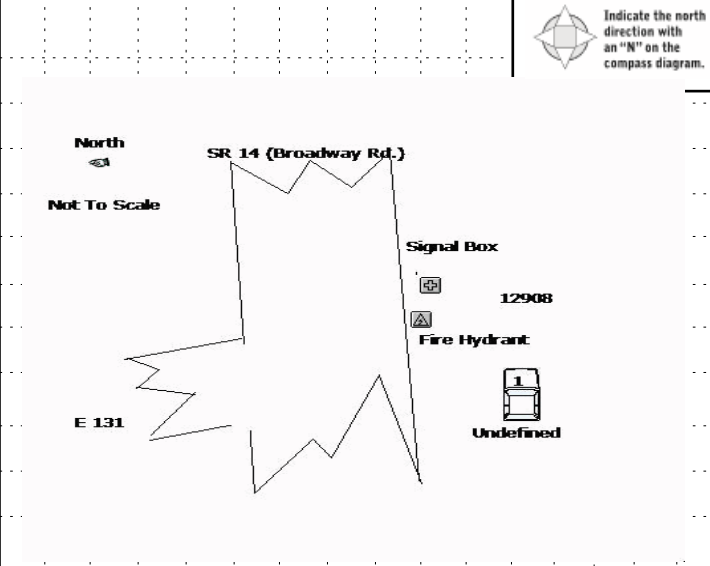 Indicate the north
direction with
an "N" on the
compass diagram.
North
SR 14 (Broadway Rd.)
Not To Scale
Signal Box
12908
Fire Hydrant
1
E 131
Undefined